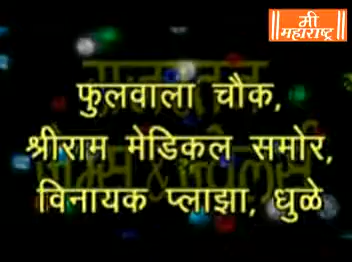 मी
महाराष्ट्र
फुलवाला चौक,
श्रीराम मेडिकल समोर,
विनायक प्लाझा, धुळे